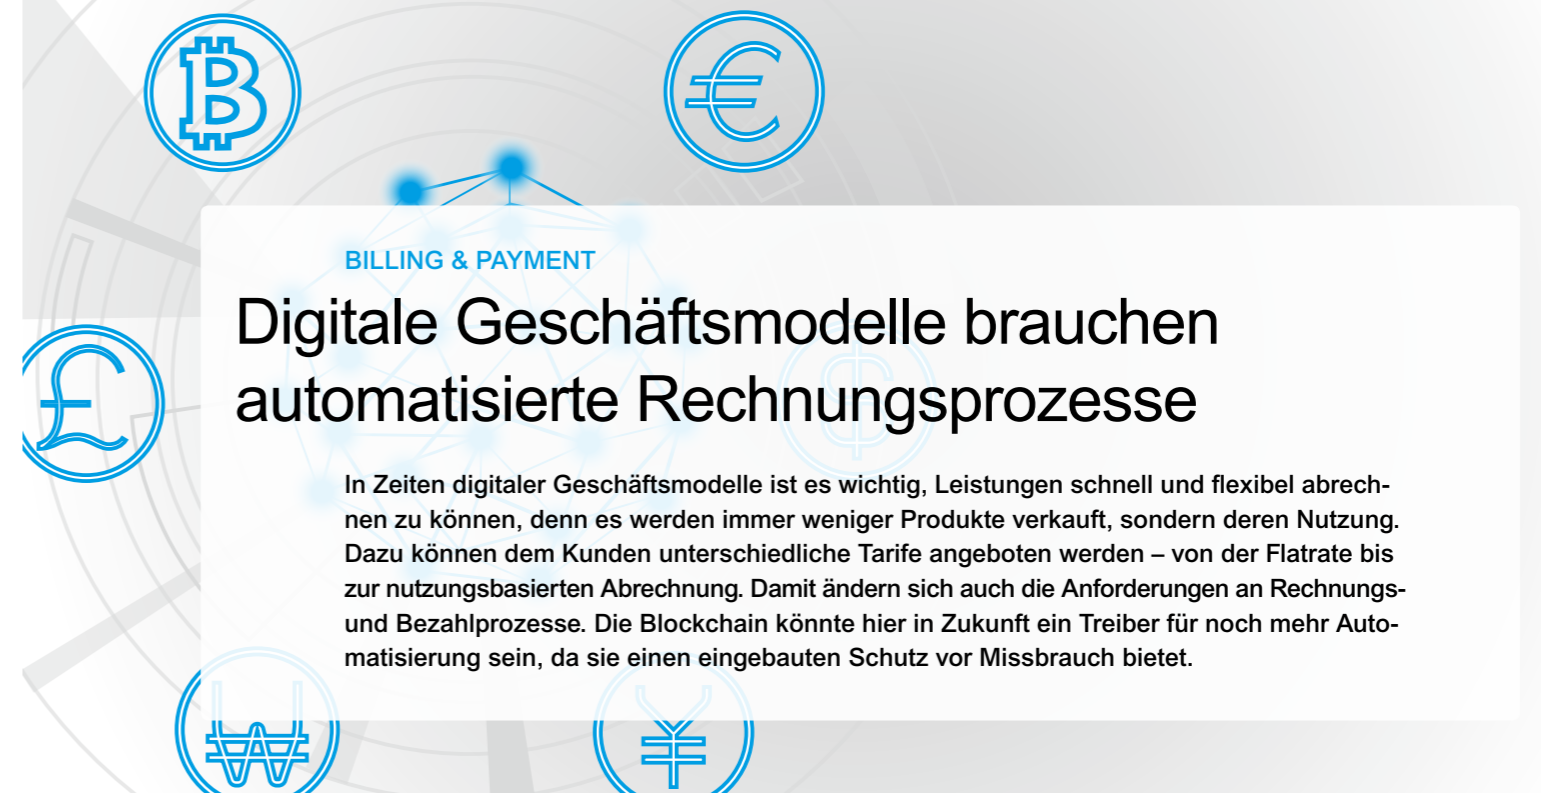 BILLING & PAYMENT
Digitale Geschäftsmodelle brauchen
automatisierte Rechnungsprozesse
In Zeiten digitaler Geschäftsmodelle ist es wichtig, Leistungen schnell und flexibel abrech-
nen zu können, denn es werden immer weniger Produkte verkauft, sondern deren Nutzung.
Dazu können dem Kunden unterschiedliche Tarife angeboten werden – von der Flatrate bis
zur nutzungsbasierten Abrechnung. Damit ändern sich auch die Anforderungen an Rechnungs-
und Bezahlprozesse. Die Blockchain könnte hier in Zukunft ein Treiber für noch mehr Auto-
matisierung sein, da sie einen eingebauten Schutz vor Missbrauch bietet.